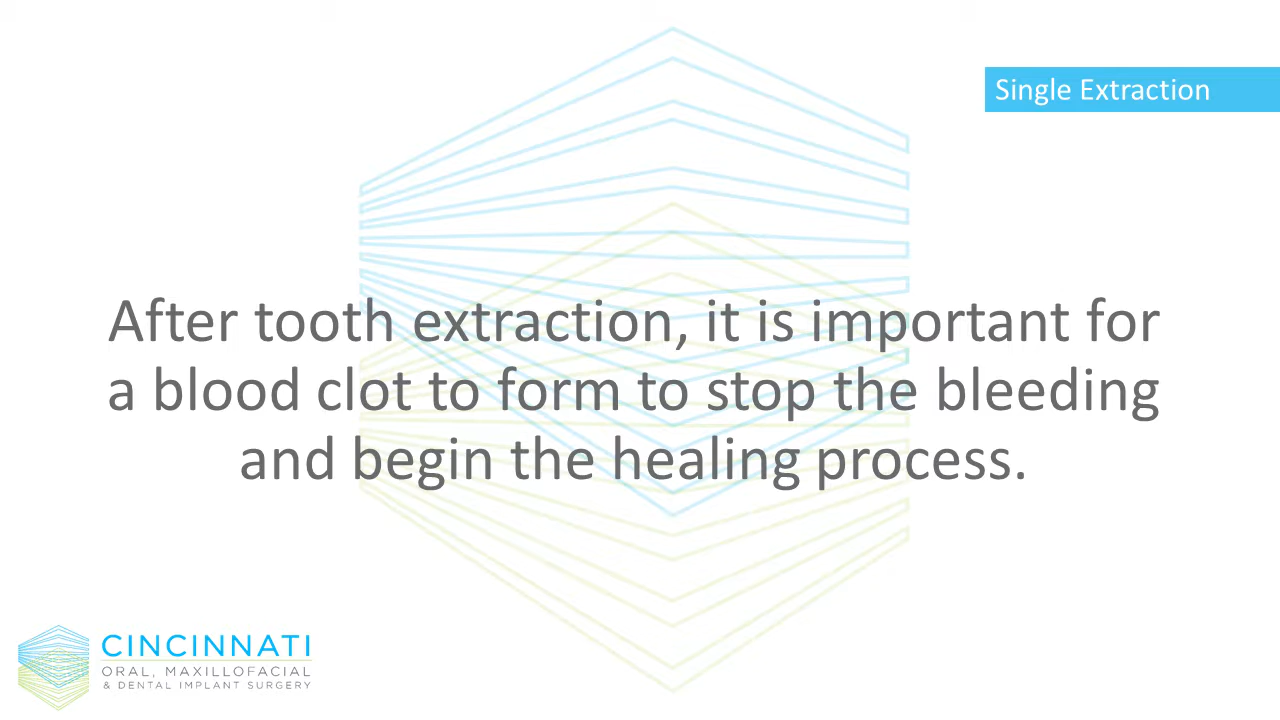 Single Extraction
After tooth extraction, it is important for
a blood clot to form to stop the bleeding
and begin the healing process.
CINCINNATI
ORAL, MAXILLOFACIAL
& DENTAL IMPLANT SURGERY